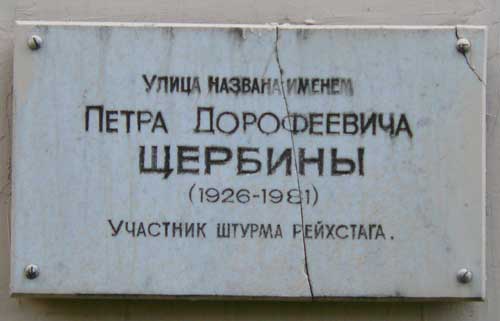 Улица названа именем
Петра Дорофеевича
Щербины
(1926-1981)
Участник штурма Рейхстага.